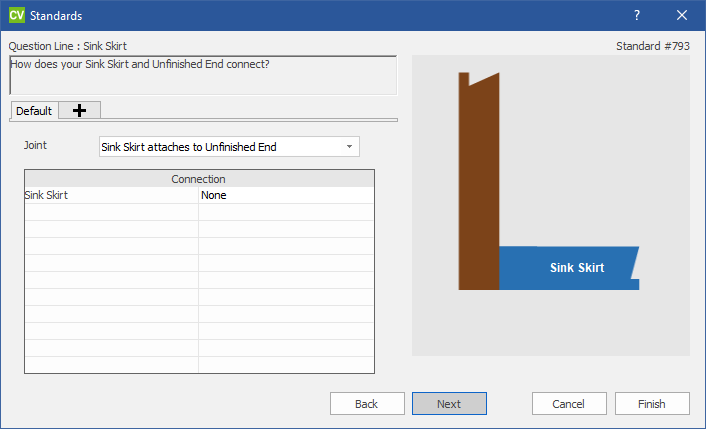 CV Standards ?
Question Line : Sink Skirt
Standard #793
How does your Sink Skirt and Unfinished End connect?
Default
Joint
Sink Skirt attaches to Unfinished End
Connection
Sink Skirt None
Sink Skirt
Back Next Cancel Finish